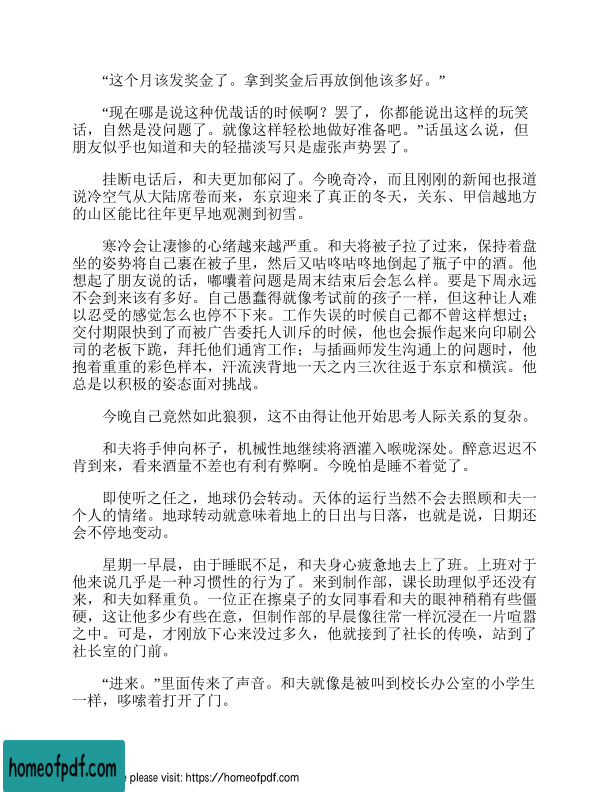 “这个月该发奖金了。拿到奖金后再放倒他该多好。”
“现在哪是说这种优哉话的时候啊？罢了，你都能说出这样的玩笑
话，自然是没问题了。就像这样轻松地做好准备吧。”话虽这么说，但
朋友似乎也知道和夫的轻描淡写只是虚张声势罢了。
挂断电话后，和夫更加郁闷了。今晚奇冷，而且刚刚的新闻也报道
说冷空气从大陆席卷而来，东京迎来了真正的冬天，关东、甲信越地方
的山区能比往年更早地观测到初雪。
寒冷会让凄惨的心绪越来越严重。和夫将被子拉了过来，保持着盘
坐的姿势将自己裹在被子里，然后又咕咚咕咚地倒起了瓶子中的酒。他
想起了朋友说的话，嘟囔着问题是周末结束后会怎么样。要是下周永远
不会到来该有多好。自己愚蠢得就像考试前的孩子一样，但这种让人难
以忍受的感觉怎么也停不下来。工作失误的时候自己都不曾这样想过；
交付期限快到了而被广告委托人训斥的时候，他也会振作起来向印刷公
司的老板下跪，拜托他们通宵工作；与插画师发生沟通上的问题时，他
抱着重重的彩色样本，汗流浃背地一天之内三次往返于东京和横滨。他
总是以积极的姿态面对挑战。
今晚自己竟然如此狼狈，这不由得让他开始思考人际关系的复杂。
和夫将手伸向杯子，机械性地继续将酒灌入喉咙深处。醉意迟迟不
肯到来，看来酒量不差也有利有弊啊。今晚怕是睡不着觉了。
即使听之任之，地球仍会转动。天体的运行当然不会去照顾和夫一
个人的情绪。地球转动就意味着地上的日出与日落，也就是说，日期还
会不停地变动。
星期一早晨，由于睡眠不足，和夫身心疲惫地去上了班。上班对于
他来说几乎是一种习惯性的行为了。来到制作部，课长助理似乎还没有
来，和夫如释重负。一位正在擦桌子的女同事看和夫的眼神稍稍有些僵
硬，这让他多少有些在意，但制作部的早晨像往常一样沉浸在一片喧嚣
之中。可是，才刚放下心来没过多久，他就接到了社长的传唤，站到了
社长室的门前。
“进来。”里面传来了声音。和夫就像是被叫到校长办公室的小学生
一样，哆嗦着打开了门。
homeofpdf.com
e please visit: https://homeofpdf.com